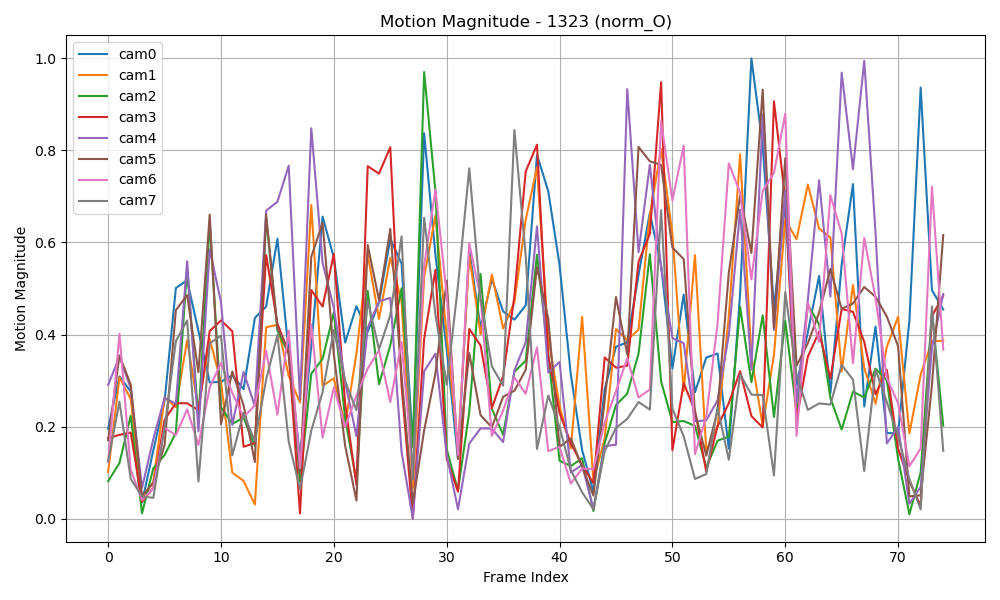 Motion Magnitude - 1323 (norm_O)
cam0
cam1
cam2
cam3
cam4
cam5
cam6
cam7
Motion Magnitude
1.0
0.8
0.6
0.4
0.2
0.0
0 10 20 30 40 50 60 70
Frame Index